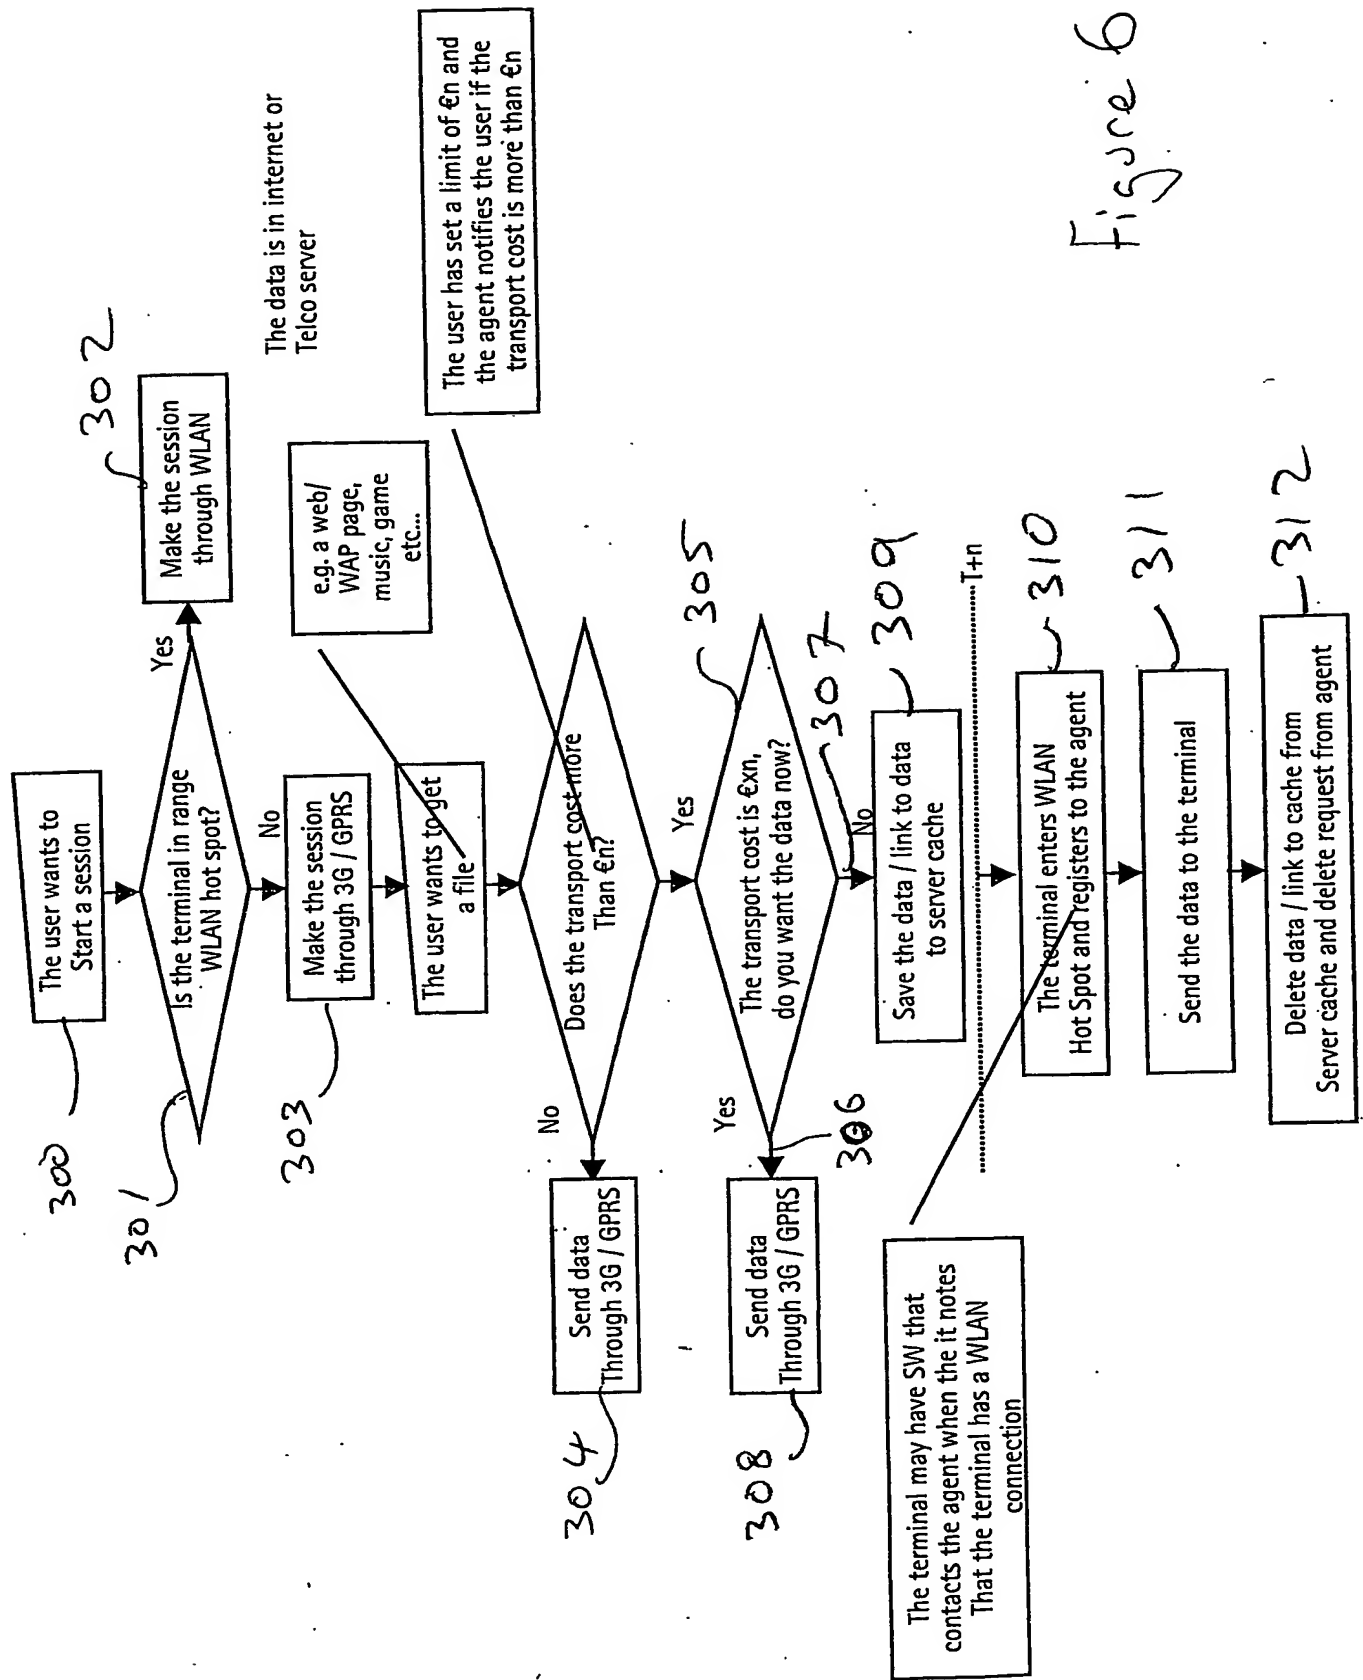 300
The user wants to
Start a session
301
Is the terminal in range
WLAN hot spot?
Yes
302
Make the session
through WLAN
The data is in internet or
Telco server
No
303
Make the session
through 3G / GPRS
The user wants to get
a file
e.g. a web/
WAP page,
music, game
etc...
Does the transport cost more
Than €n?
The user has set a limit of €n and
the agent notifies the user if the
transport cost is more than €n
No
304
Send data
Through 3G / GPRS
Yes
305
The transport cost is €xn,
do you want the data now?
Yes
306
308
Send data
Through 3G / GPRS
307
No
309
Save the data / link to data
to server cache
T+n
The terminal may have SW that
contacts the agent when the it notes
That the terminal has a WLAN
connection
310
The terminal enters WLAN
Hot Spot and registers to the agent
311
Send the data to the terminal
312
Delete data / link to cache from
Server cache and delete request from agent
Figure 6